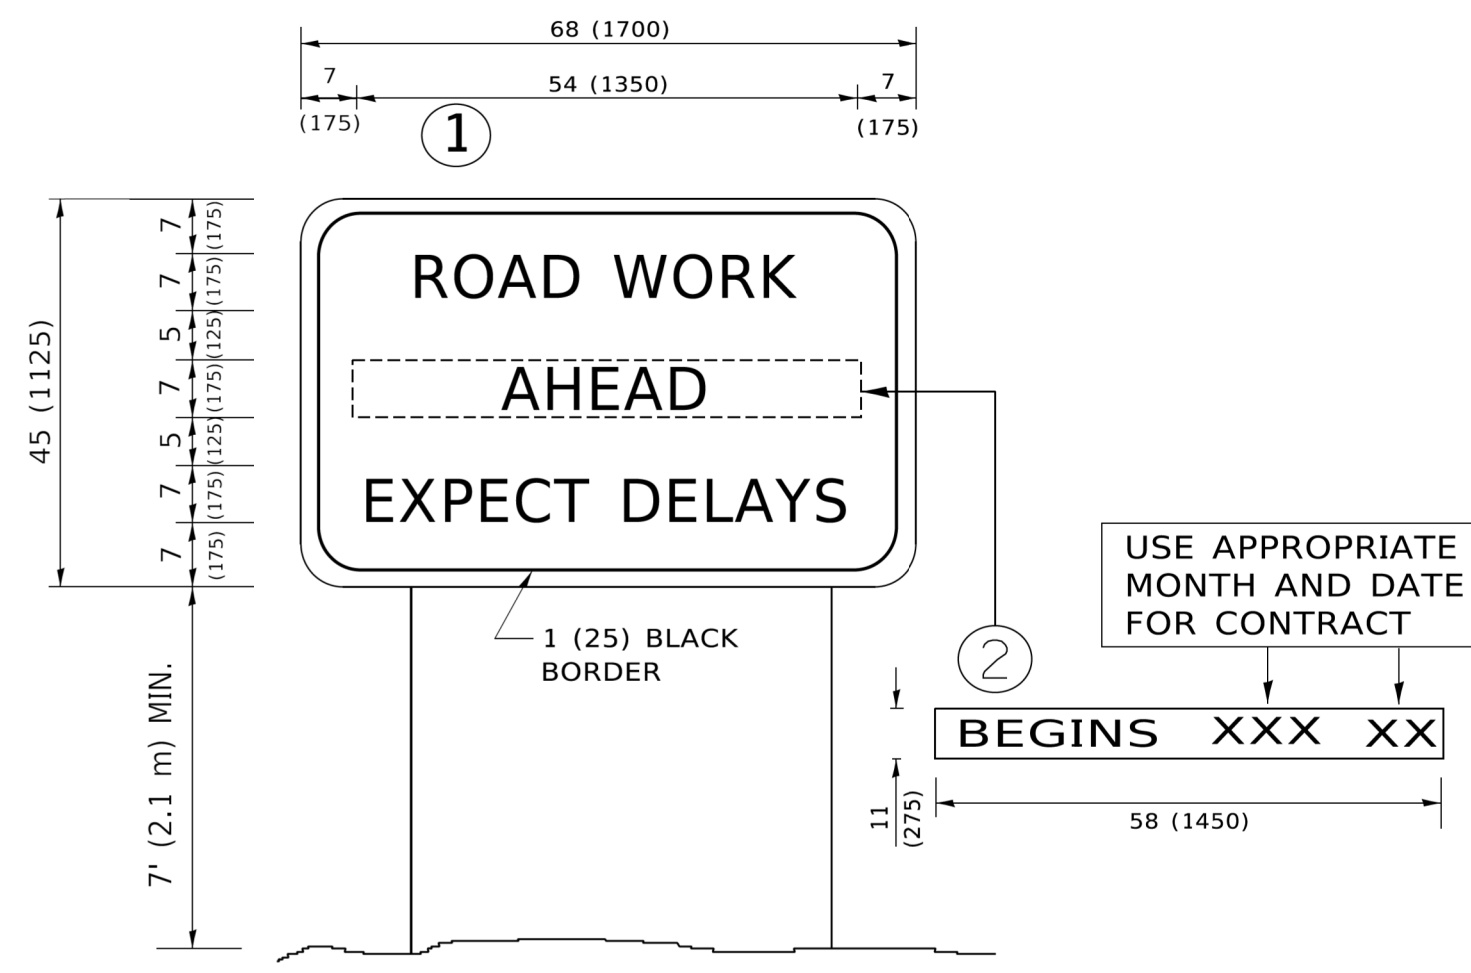 68 (1700)
7
54 (1350)
7
(175)
(175)
1
7
(175)
7
(175)
5
(125)
7
(175)
5
(125)
7
(175)
7
(175)
45 (1125)
ROAD WORK
AHEAD
EXPECT DELAYS
1 (25) BLACK
BORDER
7' (2.1 m) MIN.
USE APPROPRIATE
MONTH AND DATE
FOR CONTRACT
2
BEGINS XXX XX
11
(275)
58 (1450)